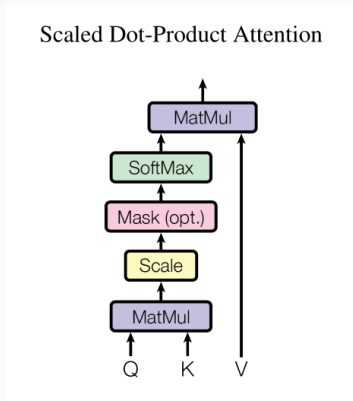 Scaled Dot-Product Attention
MatMul
SoftMax
Mask (opt.)
Scale
MatMul
Q K V